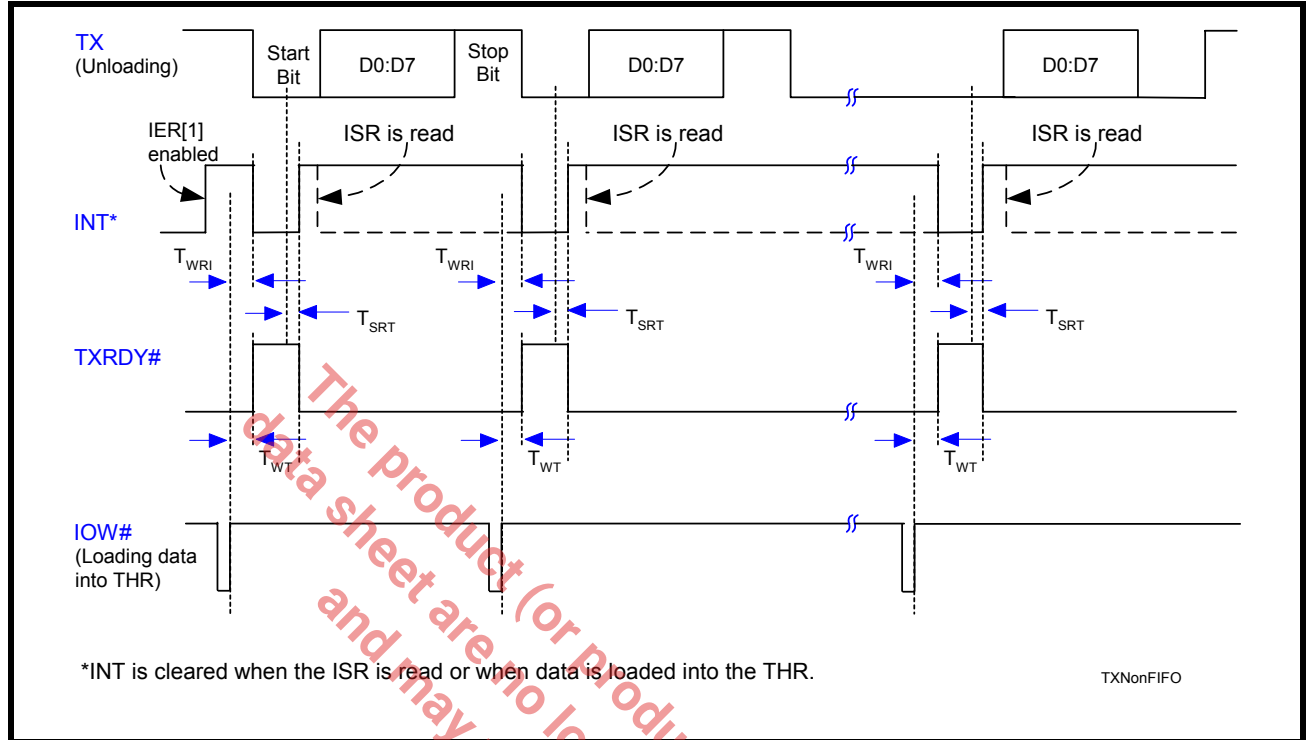 TX
(Unloading)
Start
Bit
D0:D7
Stop
Bit
D0:D7
D0:D7
IER[1]
enabled
ISR is read
ISR is read
ISR is read
INT*
TWRI
TWRI
TWRI
TSRT
TSRT
TSRT
TXRDY#
TWT
TWT
TWT
IOW#
(Loading data
into THR)
*INT is cleared when the ISR is read or when data is loaded into the THR.
TXNonFIFO
The product (or produ
data sheet are no lo
and may